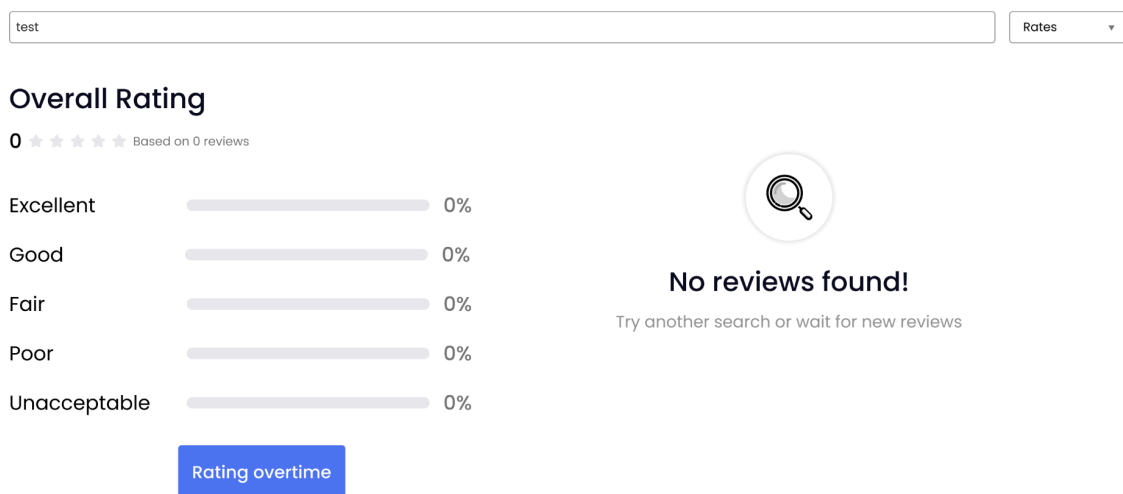 test
Rates
Overall Rating
0 Based on 0 reviews
Excellent 0%
Good 0%
Fair 0%
Poor 0%
Unacceptable 0%
Rating overtime
No reviews found!
Try another search or wait for new reviews